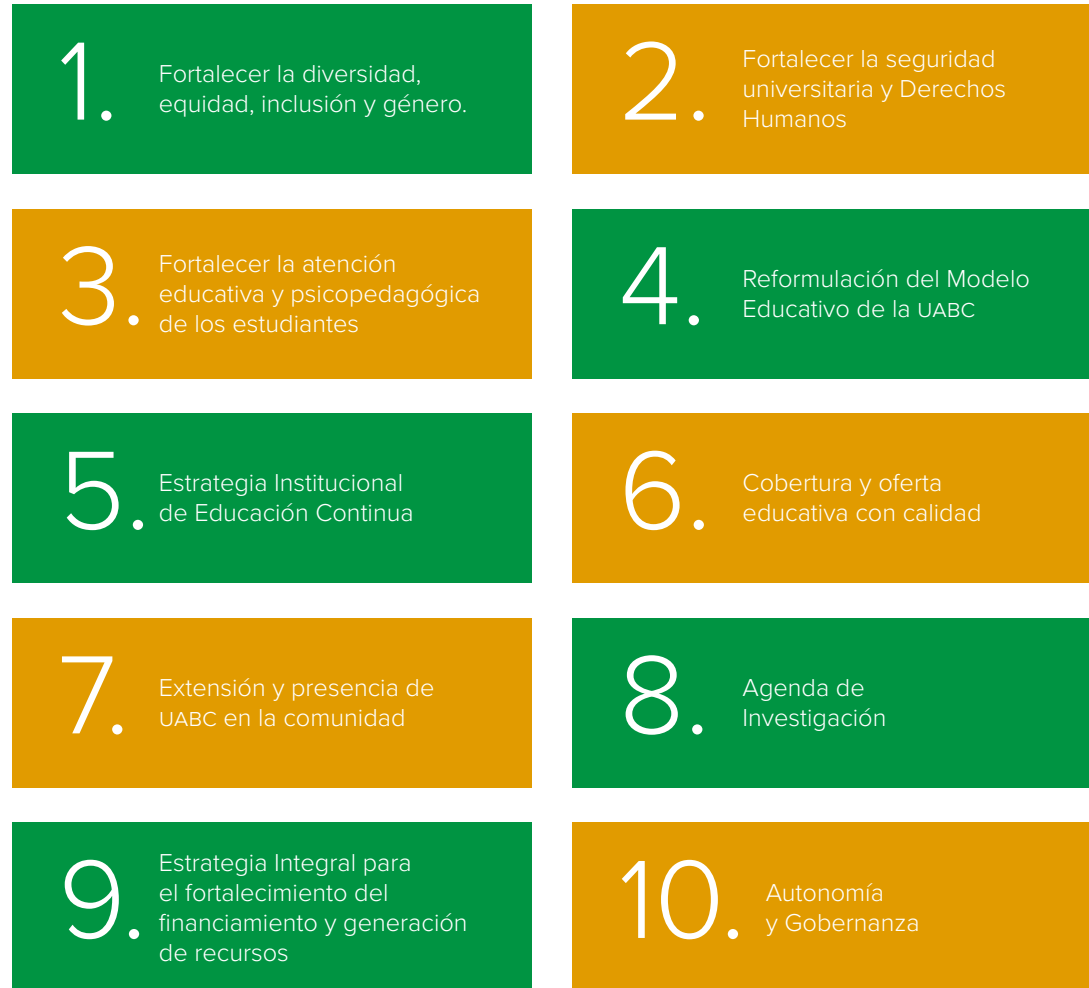 1.
Fortalecer la diversidad,
equidad, inclusión y género.
2.
Fortalecer la seguridad
universitaria y Derechos
Humanos
3.
Fortalecer la atención
educativa y psicopedagógica
de los estudiantes
4.
Reformulación del Modelo
Educativo de la UABC
5.
Estrategia Institucional
de Educación Continua
6.
Cobertura y oferta
educativa con calidad
7.
Extensión y presencia de
UABC en la comunidad
8.
Agenda de
Investigación
9.
Estrategia Integral para
el fortalecimiento del
financiamiento y generación
de recursos
10.
Autonomía
y Gobernanza